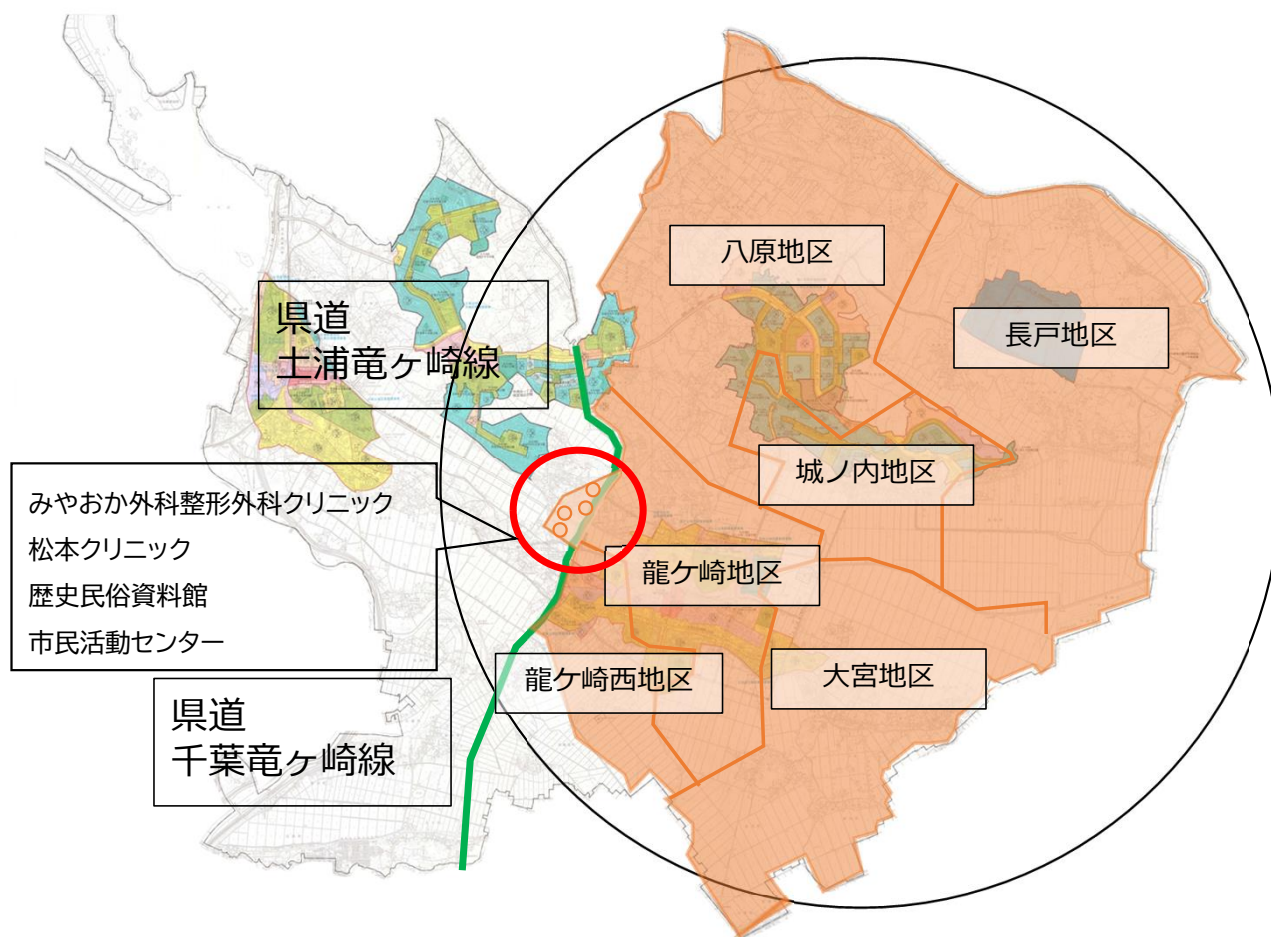 八原地区
県道
土浦竜ヶ崎線
長戸地区
城ノ内地区
みやおか外科整形外科クリニック
松本クリニック
歴史民俗資料館
市民活動センター
龍ケ崎地区
龍ケ崎西地区
大宮地区
県道
千葉竜ヶ崎線